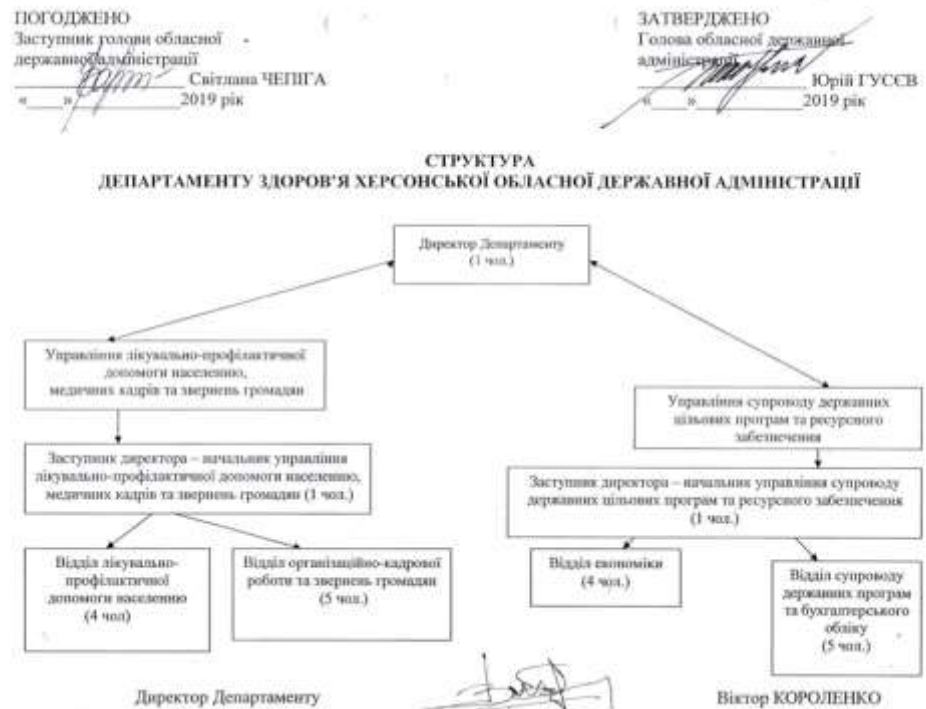 ПОГОДЖЕНО
Заступник голови обласної
державної адміністрації
Світлана ЧЕПІГА
«___»__________2019 рік
ЗАТВЕРДЖЕНО
Голова обласної державної
адміністрації
Юрій ГУСЄВ
«___»__________2019 рік
СТРУКТУРА
ДЕПАРТАМЕНТУ ЗДОРОВ’Я ХЕРСОНСЬКОЇ ОБЛАСНОЇ ДЕРЖАВНОЇ АДМІНІСТРАЦІЇ
Директор Департаменту
(1 чол.)
Управління лікувально-профілактичної
допомоги населенню,
медичних кадрів та звернень громадян
Управління супроводу державних
цільових програм та ресурсного
забезпечення
Заступник директора – начальник управління
лікувально-профілактичної допомоги населенню,
медичних кадрів та звернень громадян (1 чол.)
Заступник директора – начальник управління супроводу
державних цільових програм та ресурсного забезпечення
(1 чол.)
Відділ лікувально-
профілактичної
допомоги населенню
(4 чол)
Відділ організаційно-кадрової
роботи та звернень громадян
(5 чол.)
Відділ економіки
(4 чол.)
Відділ супроводу
державних програм
та бухгалтерського
обліку
(5 чол.)
Директор Департаменту
Віктор КОРОЛЕНКО